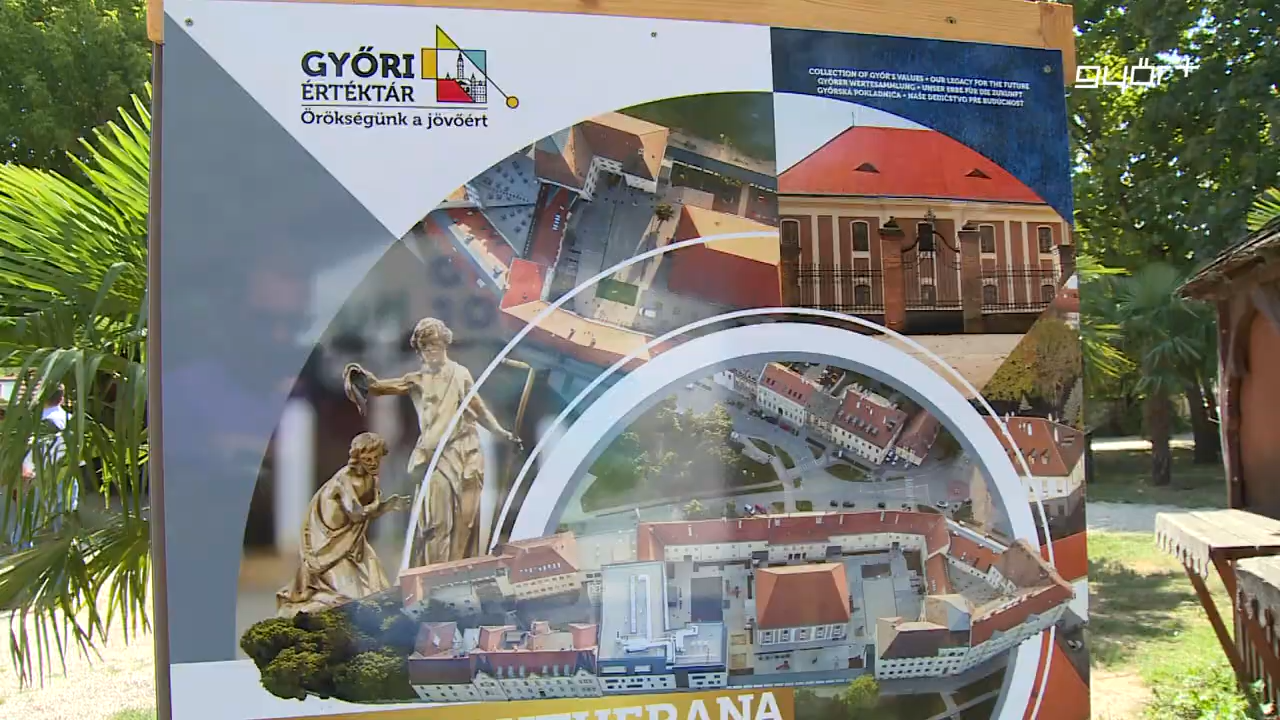 GYŐRI
ÉRTÉKTÁR
Örökségünk a jövőért
COLLECTION OF GYŐR'S VALUES • OUR LEGACY FOR THE FUTURE
GYŐRER WERTESAMMLUNG • UNSER ERBE FÜR DIE ZUKUNFT
GYŐRSKÁ POKLADNICA • NAŠE DEDIČSTVO PRE BUDÚCNOSŤ
győr+